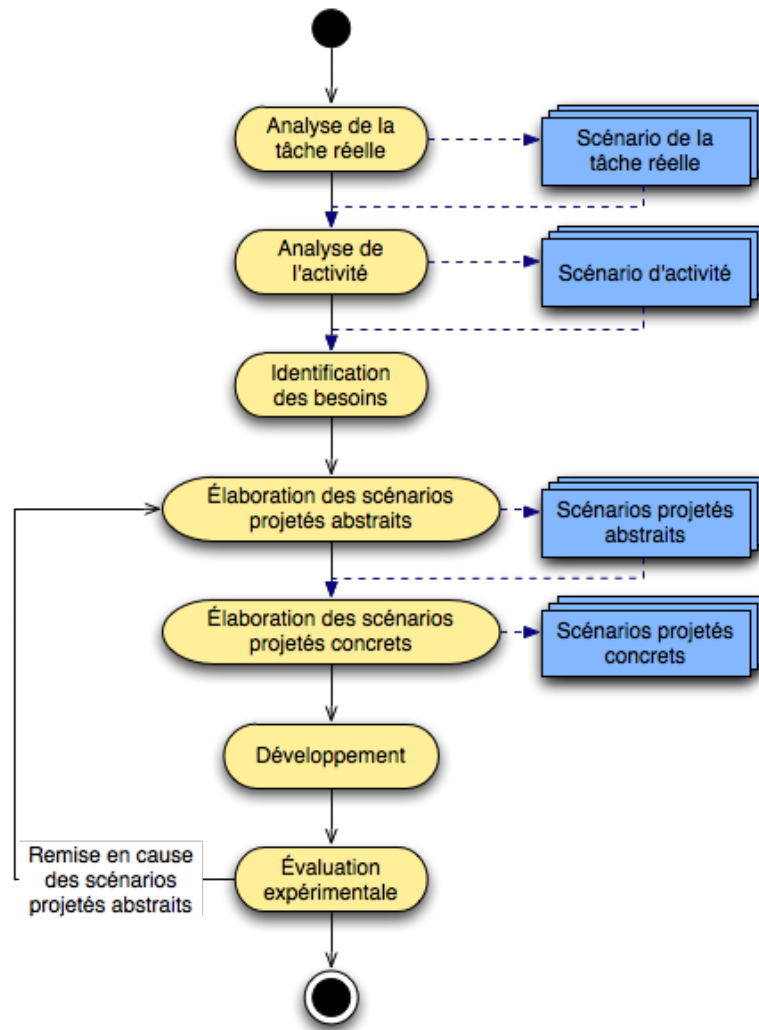 Analyse de la
tâche réelle
Scénario de la
tâche réelle
Analyse de
l'activité
Scénario d'activité
Identification
des besoins
Élaboration des scénarios
projetés abstraits
Scénarios projetés
abstraits
Élaboration des scénarios
projetés concrets
Scénarios projetés
concrets
Développement
Remise en cause
des scénarios
projetés abstraits
Évaluation
expérimentale